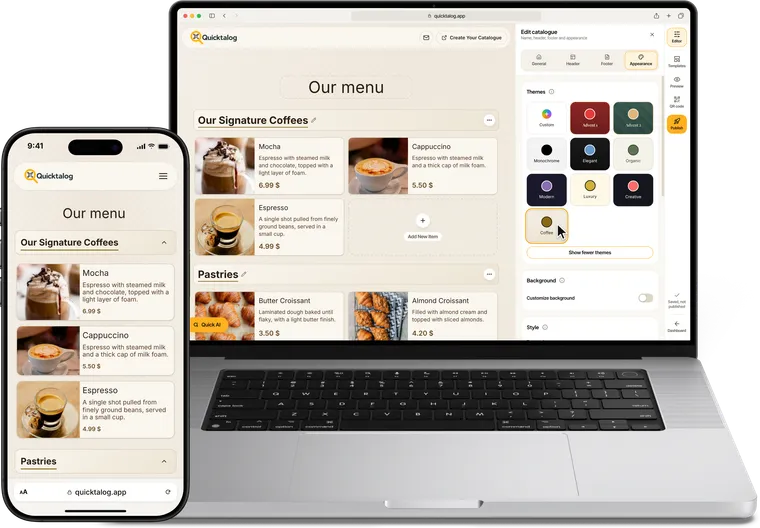 quicktalog.app
Quicktalog
Create Your Catalogue
Our menu
Our Signature Coffees
Mocha
Espresso with steamed milk
and chocolate, topped with a
light layer of foam.
6.99 $
Cappuccino
Espresso with steamed milk
and a thick cap of milk foam.
5.50 $
Espresso
A single shot pulled from finely
ground beans, served in a
small cup.
4.99 $
Add New Item
Pastries
Butter Croissant
Laminated dough baked until
flaky, with a light butter finish.
3.50 $
Almond Croissant
Filled with almond cream and
topped with sliced almonds.
4.20 $
Quick AI
Edit catalogue
Name, header, footer and appearance
General
Header
Footer
Appearance
Themes
Custom
Monochrome
Elegant
Organic
Modern
Luxury
Creative
Coffee
Show fewer themes
Background
Customize background
Style
Editor
Templates
Preview
QR code
Publish
Saved, not
published
Dashboard
9:41
Quicktalog
Our menu
Our Signature Coffees
Mocha
Espresso with steamed milk
and chocolate, topped with a
light layer of foam.
6.99 $
Cappuccino
Espresso with steamed milk
and a thick cap of milk foam.
5.50 $
Espresso
A single shot pulled from
finely ground beans, served
in a small cup.
4.99 $
Pastries
AA
quicktalog.app